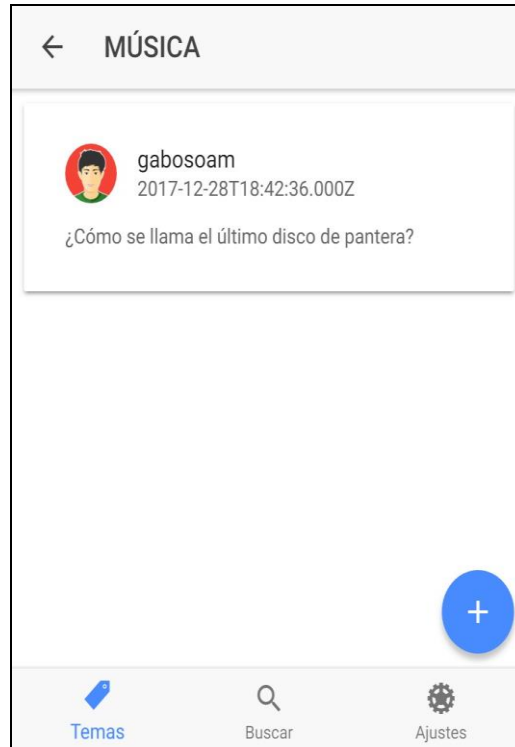 MÚSICA
gabosoam
2017-12-28T18:42:36.000Z
¿Cómo se llama el último disco de pantera?
+
Temas
Buscar
Ajustes